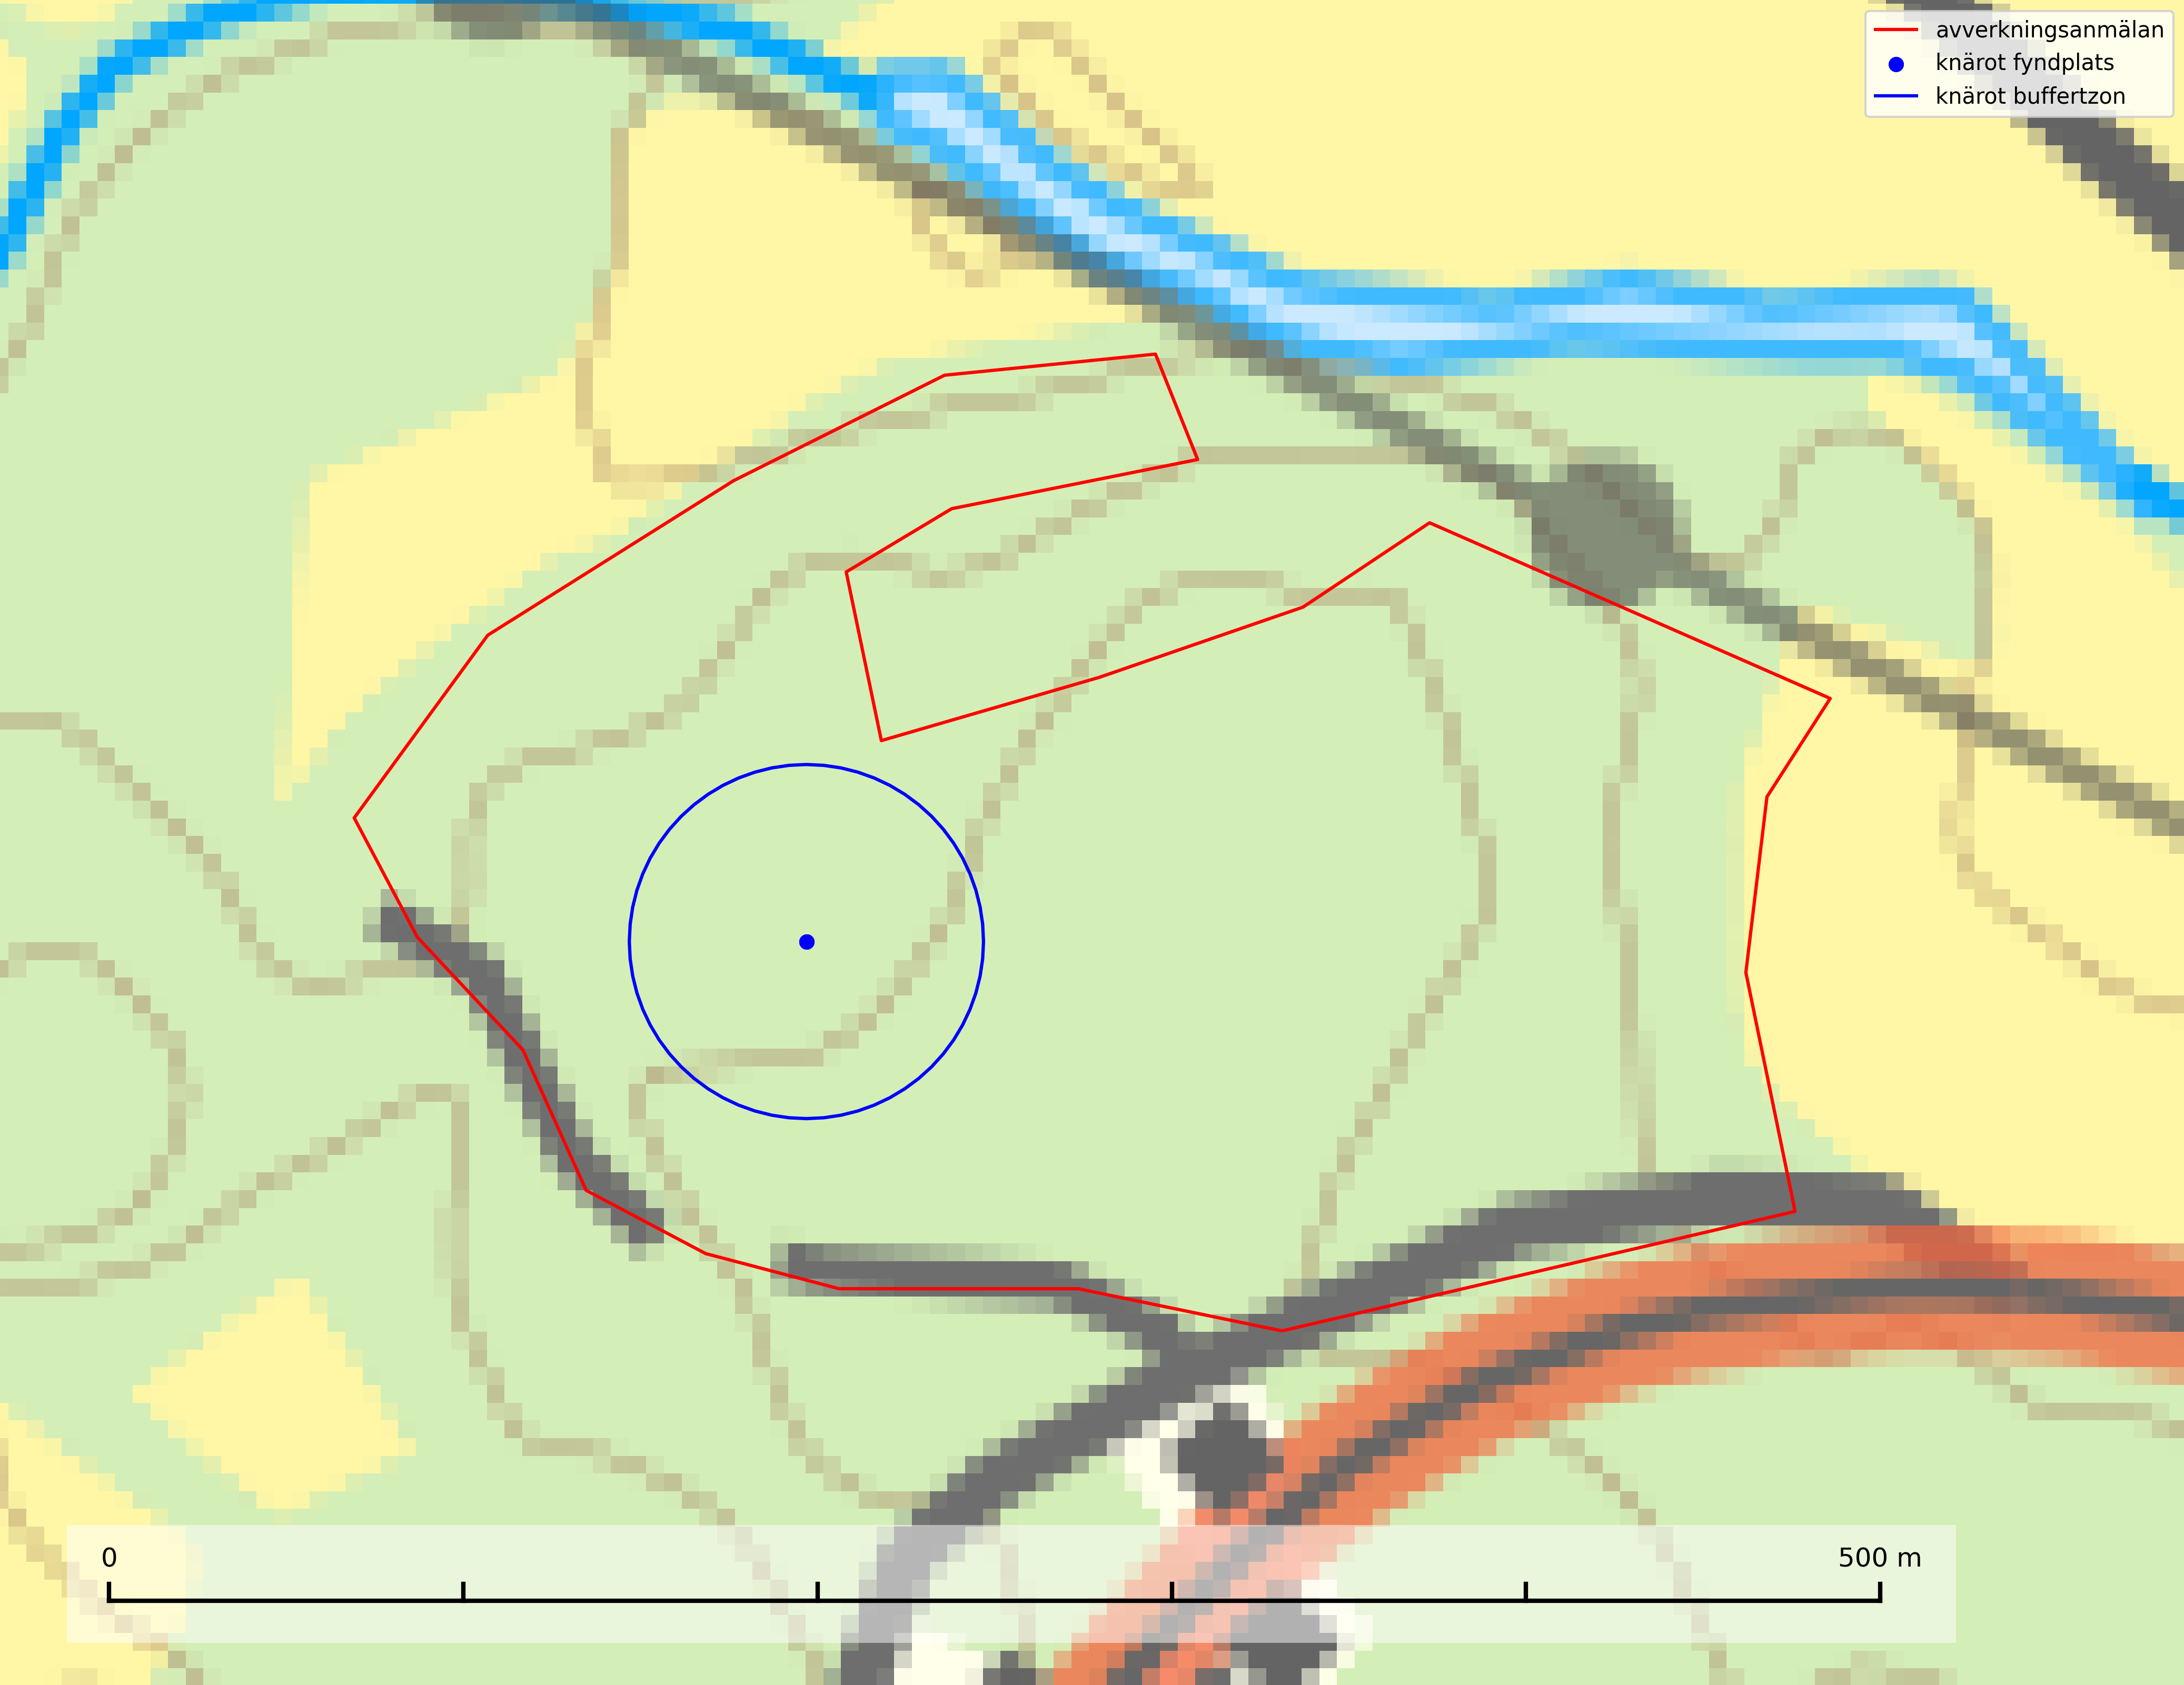 avverkningsanmälan
knärot fyndplats
knärot buffertzon
0
500 m